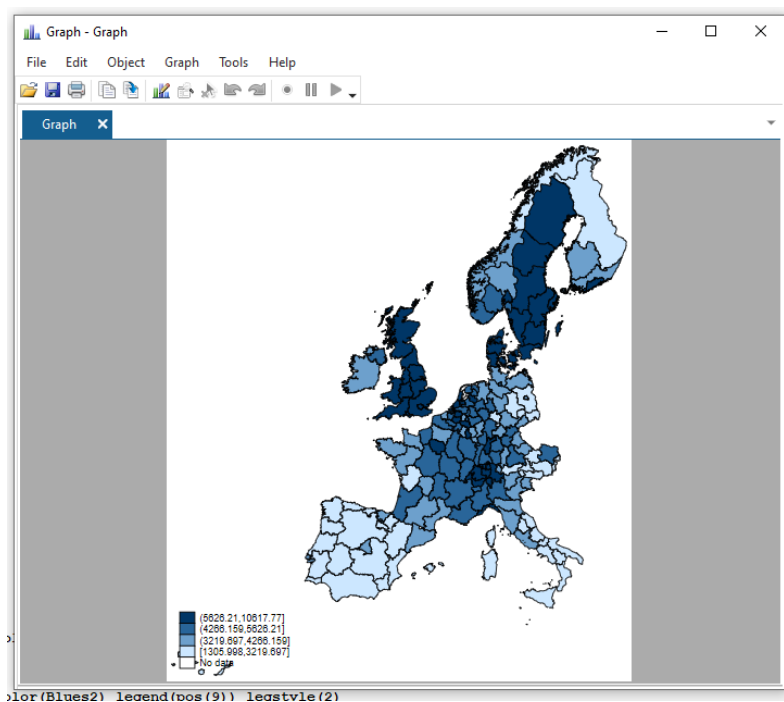 Graph - Graph
File Edit Object Graph Tools Help
Graph
(5626.21,10617.77]
(4266.159,5626.21]
(3219.697,4266.159]
[1305.998,3219.697]
No data
olor(Blues2) legend(pos(9)) legstyle(2)